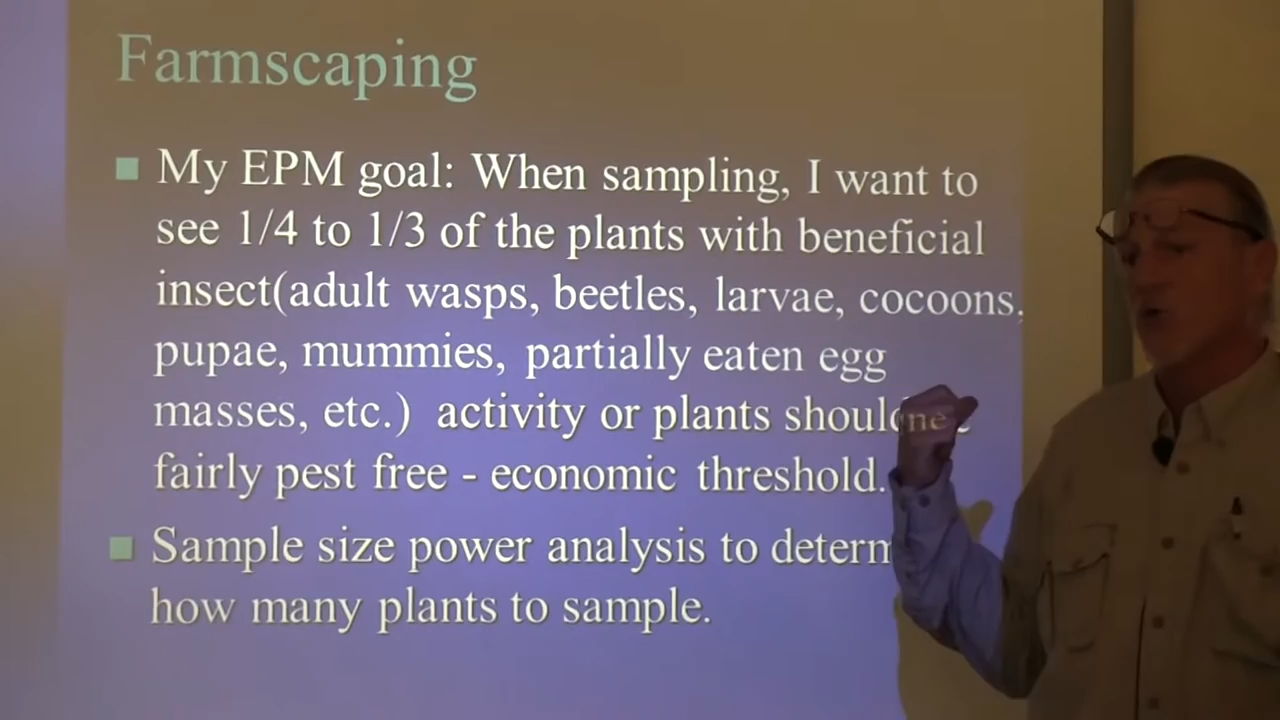 Farmscaping
My EPM goal: When sampling, I want to
see 1/4 to 1/3 of the plants with beneficial
insect(adult wasps, beetles, larvae, cocoons,
pupae, mummies, partially eaten egg
masses, etc.) activity or plants should
fairly pest free - economic threshold.
Sample size power analysis to
how many plants to sample.